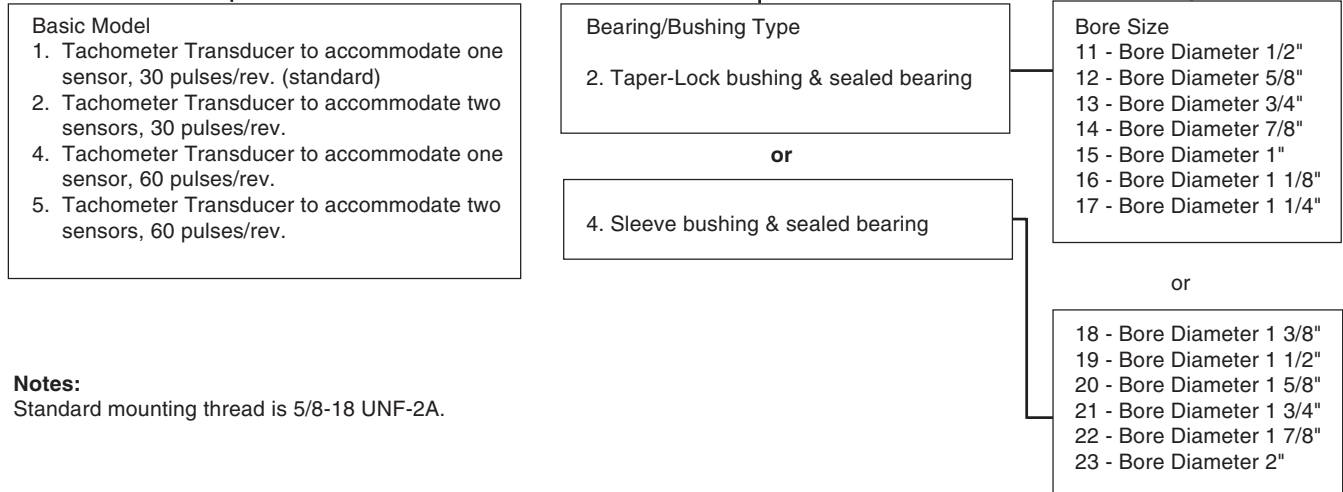 Basic Model
1. Tachometer Transducer to accommodate one
sensor, 30 pulses/rev. (standard)
2. Tachometer Transducer to accommodate two
sensors, 30 pulses/rev.
4. Tachometer Transducer to accommodate one
sensor, 60 pulses/rev.
5. Tachometer Transducer to accommodate two
sensors, 60 pulses/rev.
Bearing/Bushing Type
2. Taper-Lock bushing & sealed bearing
or
4. Sleeve bushing & sealed bearing
Bore Size
11 - Bore Diameter 1/2"
12 - Bore Diameter 5/8"
13 - Bore Diameter 3/4"
14 - Bore Diameter 7/8"
15 - Bore Diameter 1"
16 - Bore Diameter 1 1/8"
17 - Bore Diameter 1 1/4"
or
18 - Bore Diameter 1 3/8"
19 - Bore Diameter 1 1/2"
20 - Bore Diameter 1 5/8"
21 - Bore Diameter 1 3/4"
22 - Bore Diameter 1 7/8"
23 - Bore Diameter 2"
Notes:
Standard mounting thread is 5/8-18 UNF-2A.